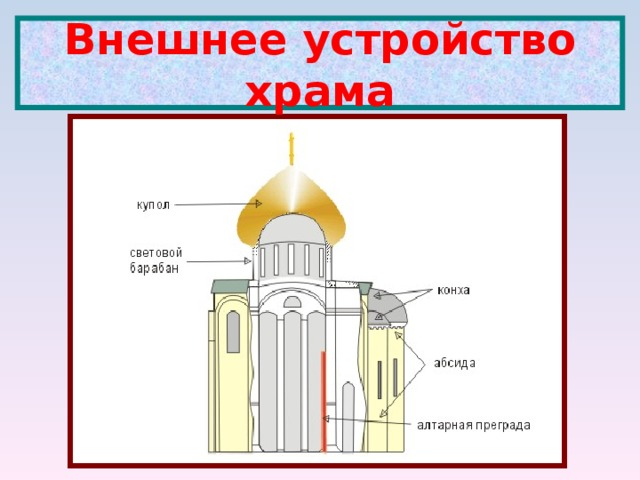 Внешнее устройство
храма
купол
световой
барабан
конха
абсида
алтарная преграда